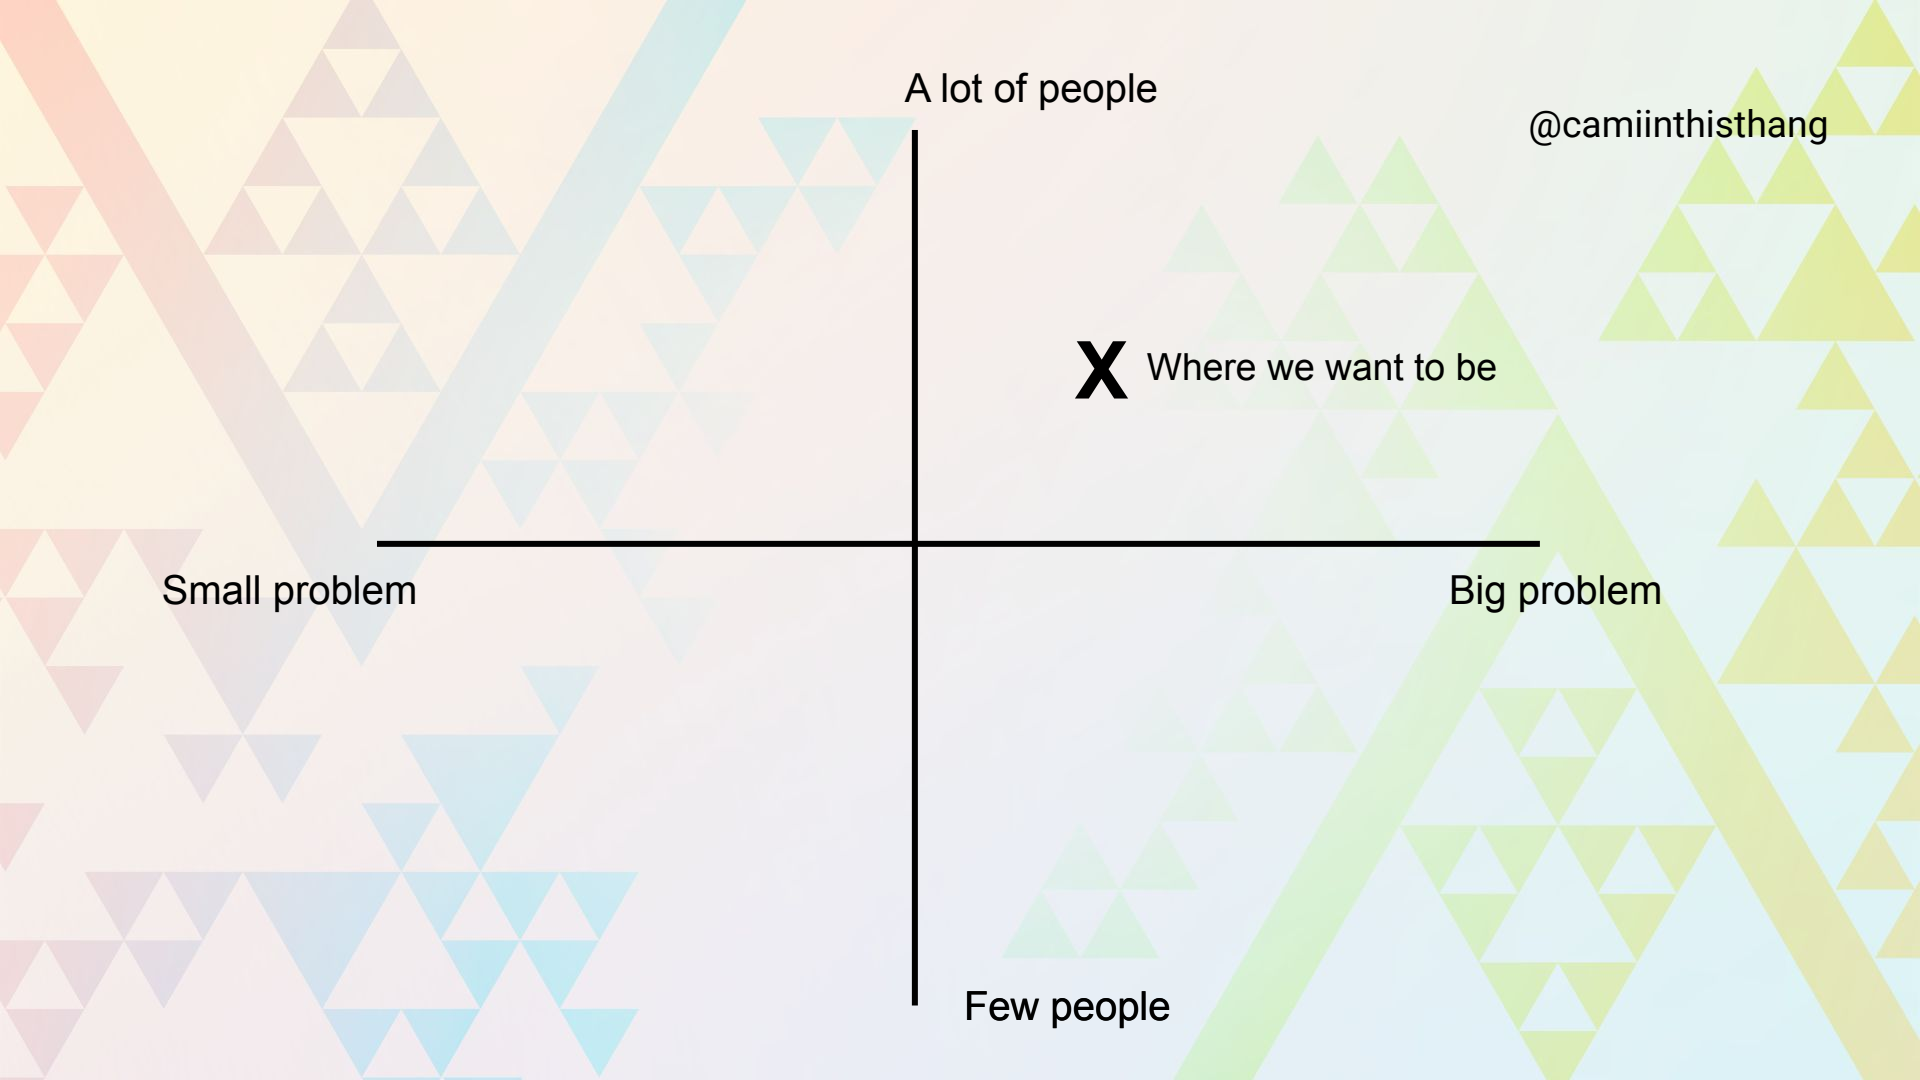 A lot of people
@camiinthisthang
X Where we want to be
Small problem
Big problem
Few people